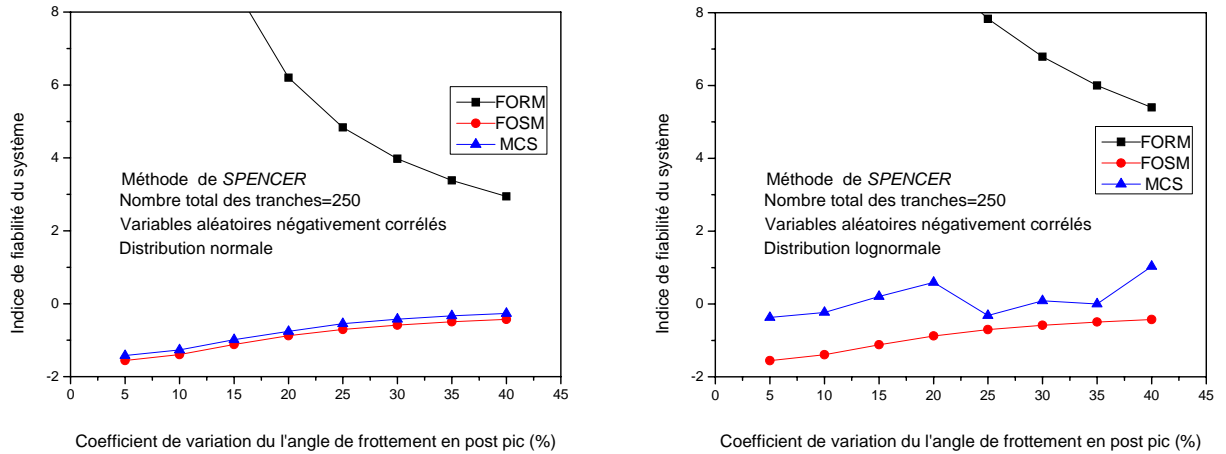 8
6
4
2
0
-2
0 5 10 15 20 25 30 35 40 45
Indice de fiabilité du système
Coefficient de variation du l'angle de frottement en post pic (%)
FORM
FOSM
MCS
Méthode de SPENCER
Nombre total des tranches=250
Variables aléatoires négativement corrélés
Distribution normale
8
6
4
2
0
-2
0 5 10 15 20 25 30 35 40 45
Indice de fiabilité du système
Coefficient de variation du l'angle de frottement en post pic (%)
FORM
FOSM
MCS
Méthode de SPENCER
Nombre total des tranches=250
Variables aléatoires négativement corrélés
Distribution lognormale